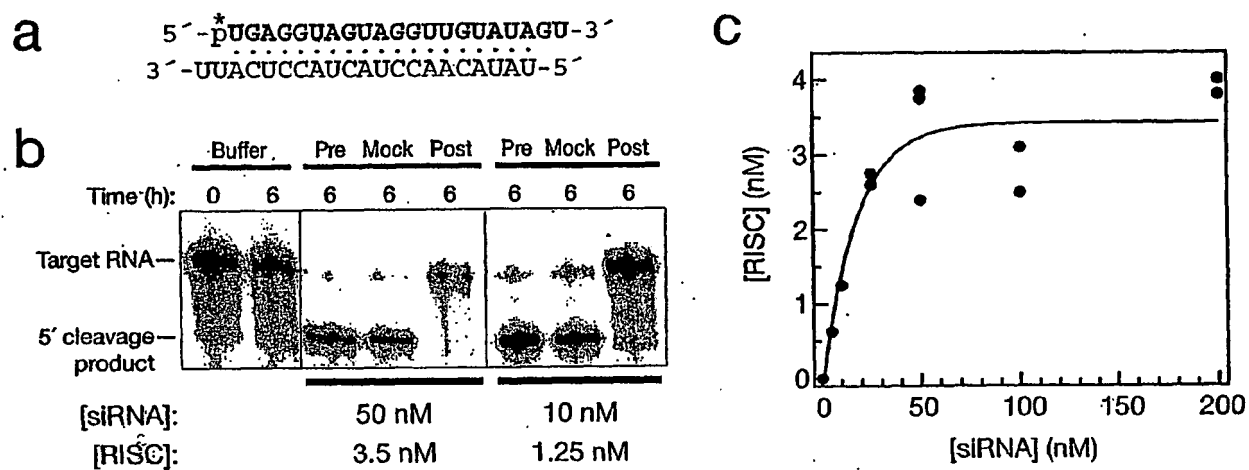 a
5´-pUGAGGUAGUAGGUUGUAUAGU-3´
*
3´-UUACUCCAUCAUCCAACAUAU-5´
b
Buffer Pre Mock Post Pre Mock Post
Time (h): 0 6 6 6 6 6 6 6
Target RNA
5´ cleavage product
[siRNA]: 50 nM 10 nM
[RISC]: 3.5 nM 1.25 nM
c
[RISC] (nM)
4
3
2
1
0
0 50 100 150 200
[siRNA] (nM)